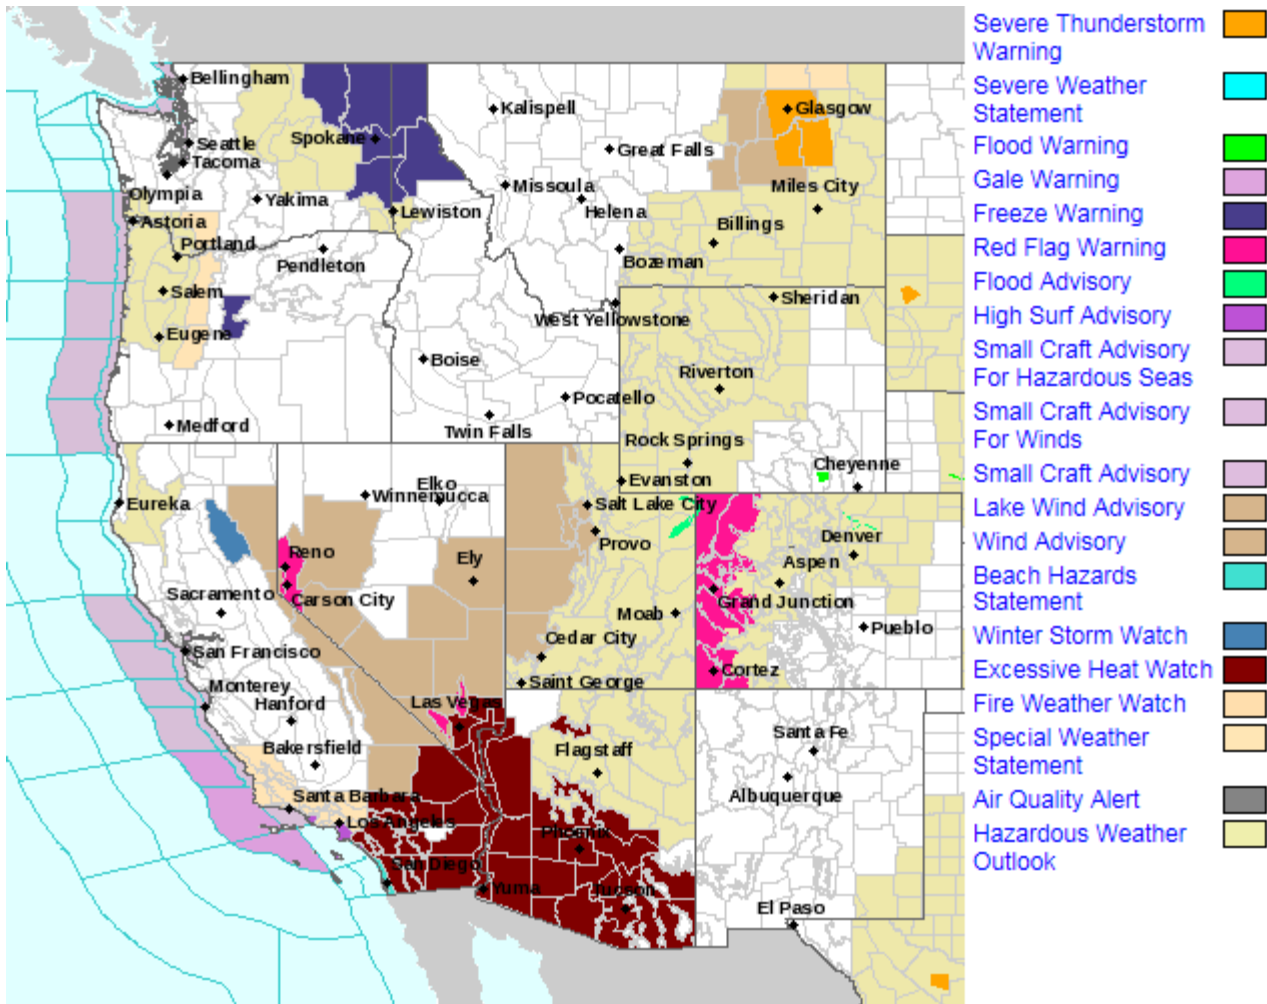 Bellingham
Seattle
Tacoma
Olympia
Astoria
Portland
Salem
Eugene
Medford
Yakima
Spokane
Lewiston
Pendleton
Kalispell
Great Falls
Missoula
Helena
Bozeman
West Yellowstone
Boise
Twin Falls
Pocatello
Glasgow
Miles City
Billings
Sheridan
Riverton
Rock Springs
Evanston
Cheyenne
Eureka
Winnemucca
Elko
Reno
Carson City
Ely
Salt Lake City
Provo
Moab
Cedar City
Saint George
Denver
Aspen
Grand Junction
Pueblo
Cortez
Sacramento
San Francisco
Monterey
Hanford
Bakersfield
Las Vegas
Santa Barbara
Los Angeles
San Diego
Flagstaff
Phoenix
Yuma
Tucson
Santa Fe
Albuquerque
El Paso
Severe Thunderstorm
Warning
Severe Weather
Statement
Flood Warning
Gale Warning
Freeze Warning
Red Flag Warning
Flood Advisory
High Surf Advisory
Small Craft Advisory
For Hazardous Seas
Small Craft Advisory
For Winds
Small Craft Advisory
Lake Wind Advisory
Wind Advisory
Beach Hazards
Statement
Winter Storm Watch
Excessive Heat Watch
Fire Weather Watch
Special Weather
Statement
Air Quality Alert
Hazardous Weather
Outlook